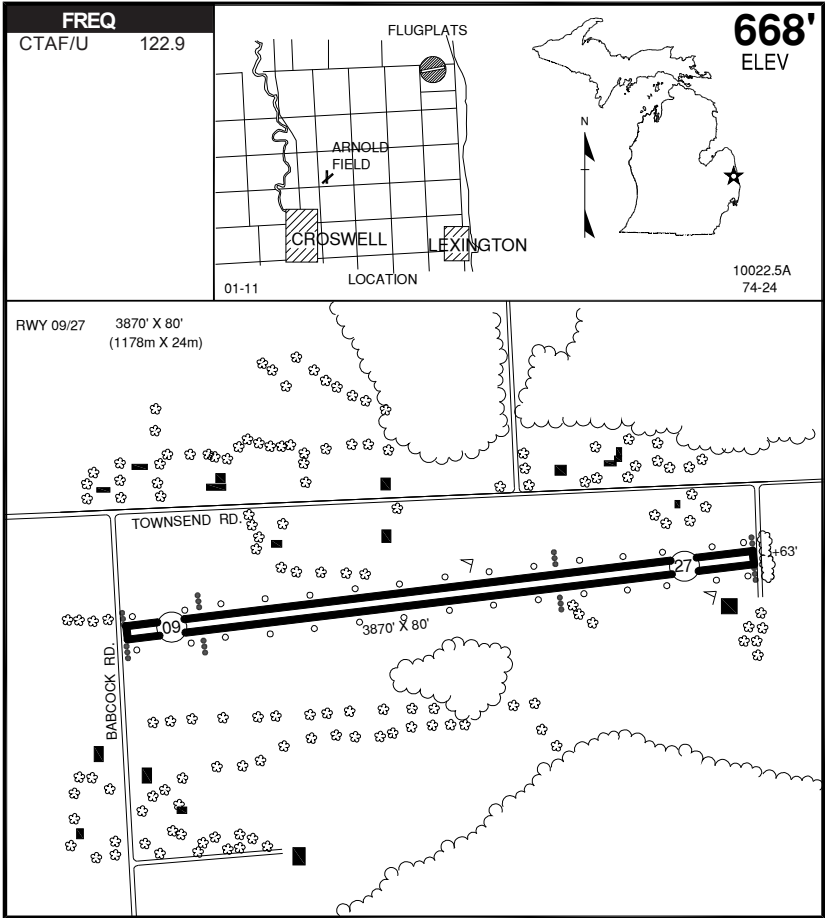 FREQ
CTAF/U 122.9
FLUGPLATS
ARNOLD
FIELD
CROSWELL
LEXINGTON
LOCATION
01-11
668'
ELEV
N
10022.5A
74-24
RWY 09/27 3870' X 80'
(1178m X 24m)
TOWNSEND RD.
+63'
27
09
3870' X 80'
BABCOCK RD.